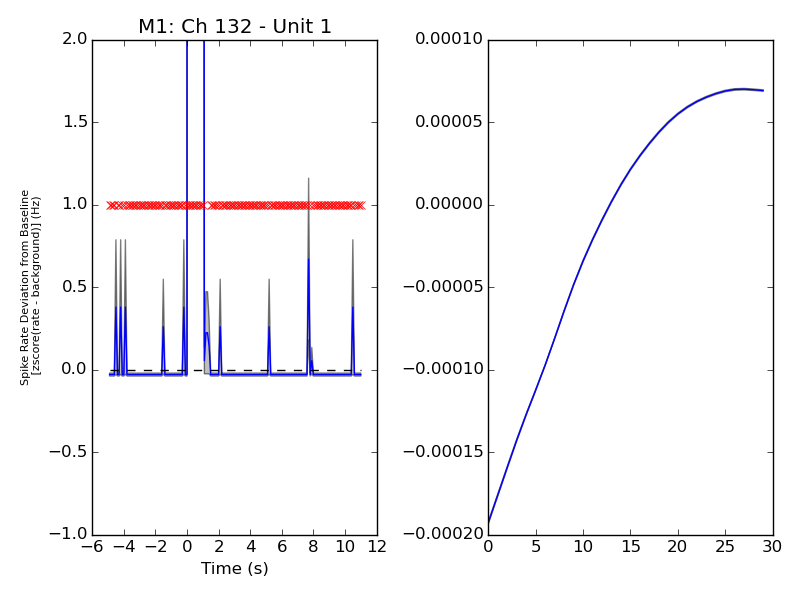 M1: Ch 132 - Unit 1
2.0
1.5
1.0
0.5
0.0
−0.5
−1.0
Spike Rate Deviation from Baseline
[zscore(rate - background)] (Hz)
−6 −4 −2 0 2 4 6 8 10 12
Time (s)
0.00010
0.00005
0.00000
−0.00005
−0.00010
−0.00015
−0.00020
0 5 10 15 20 25 30